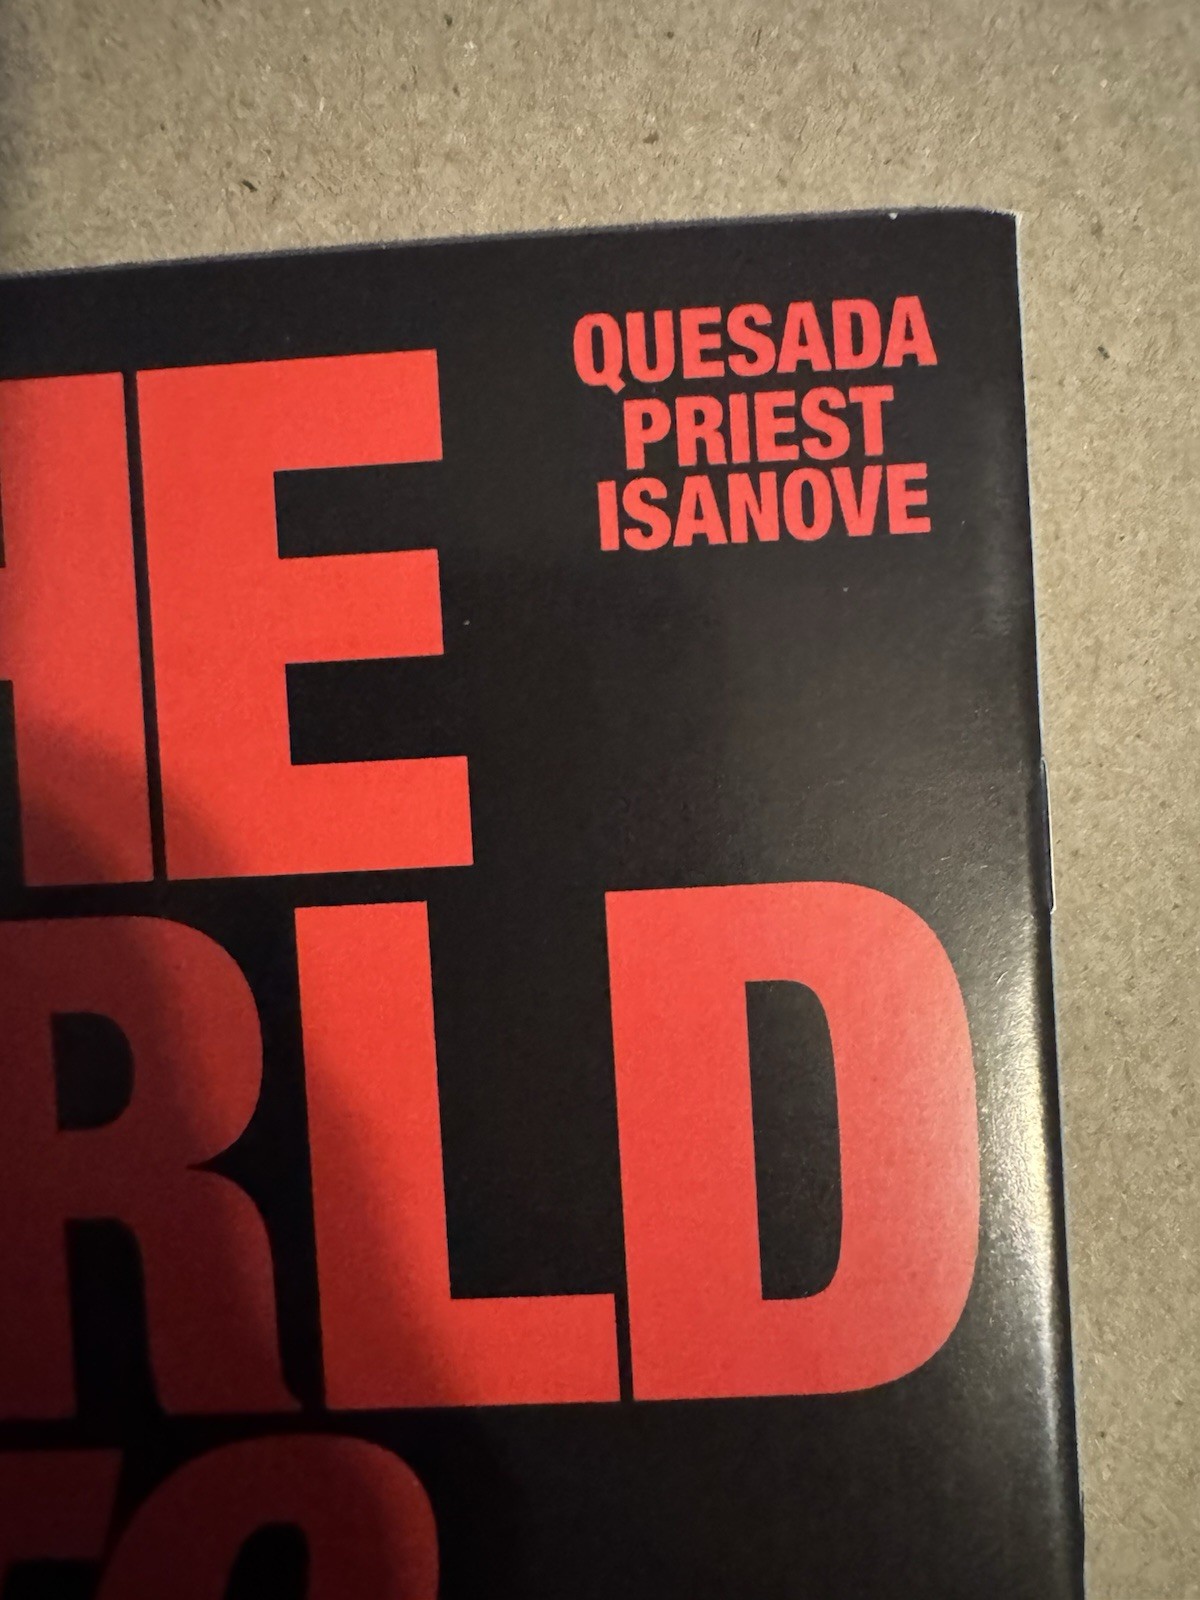 QUESADA
PRIEST
ISANOVE
HE
RLD